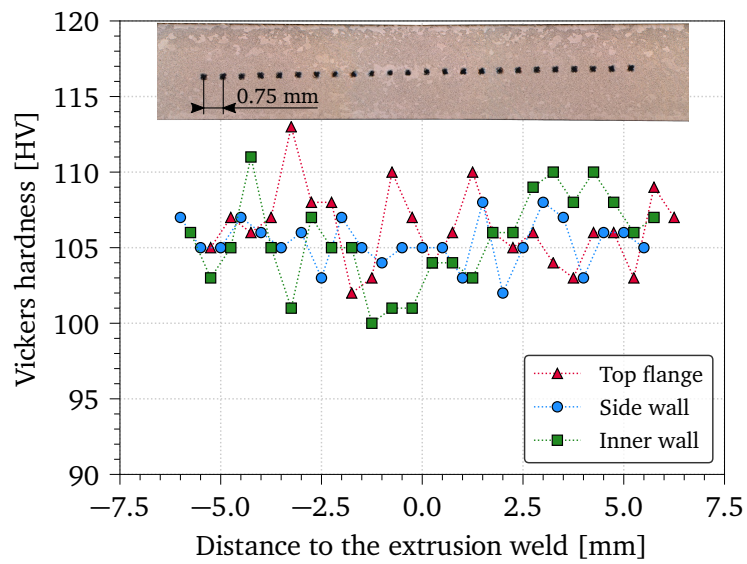 120
115
110
105
100
95
90
Vickers hardness [HV]
0.75 mm
Top flange
Side wall
Inner wall
−7.5
−5.0
−2.5
0.0
2.5
5.0
7.5
Distance to the extrusion weld [mm]